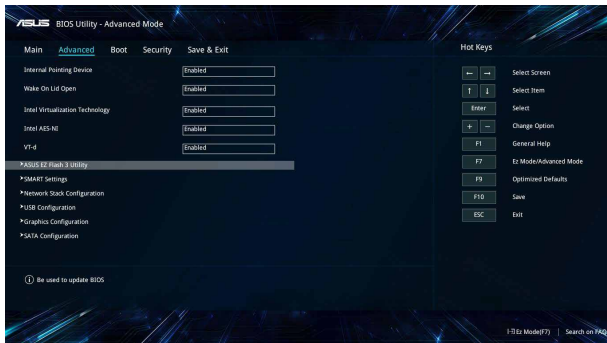 ASUS BIOS Utility - Advanced Mode
Main Advanced Boot Security Save & Exit
Internal Pointing Device Enabled
Wake On Lid Open Enabled
Intel Virtualization Technology Enabled
Intel AES-NI Enabled
VT-d Enabled
ASUS EZ Flash 3 Utility
SMART Settings
Network Stack Configuration
USB Configuration
Graphics Configuration
SATA Configuration
Be used to update BIOS
Hot Keys
← → Select Screen
↑ ↓ Select Item
Enter Select
+ − Change Option
F1 General Help
F7 Ez Mode/Advanced Mode
F9 Optimized Defaults
F10 Save
ESC Exit
Ez Mode(F7) | Search on FAQ